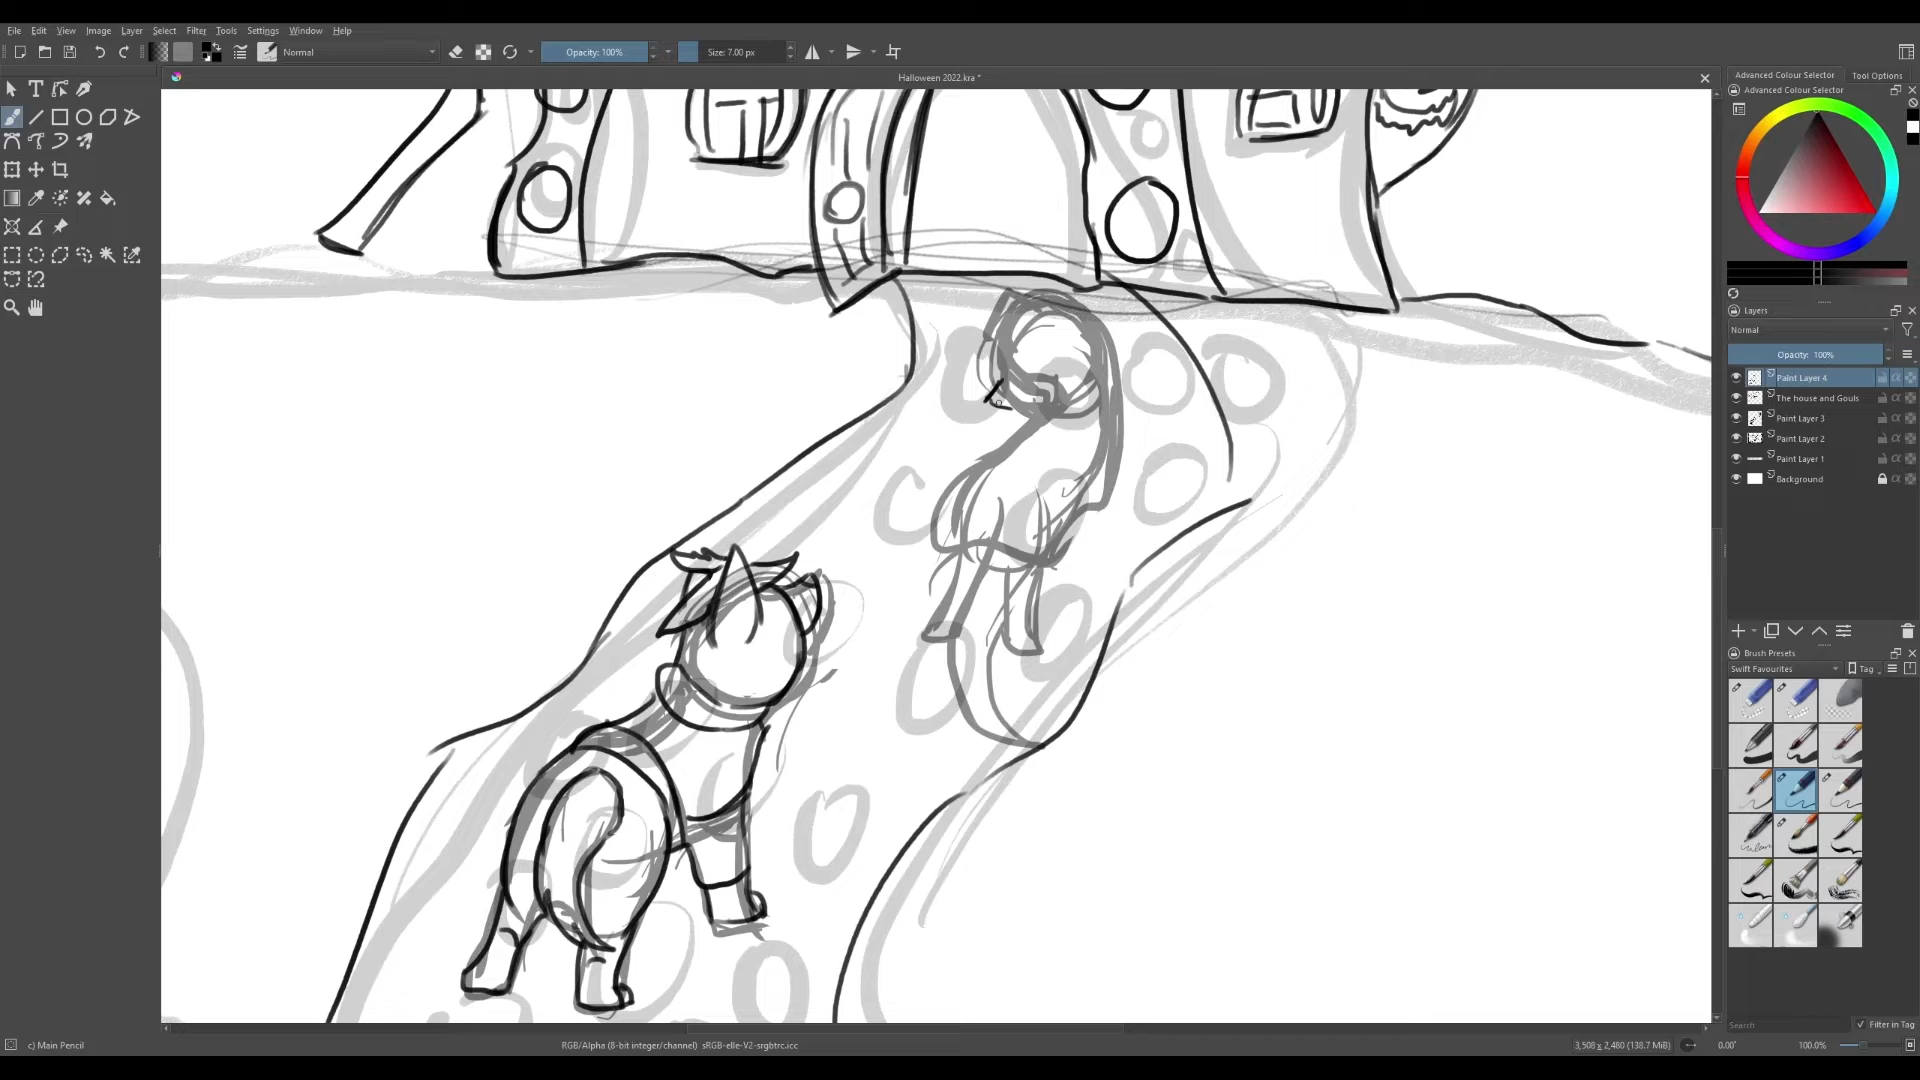 File Edit View Image Layer Select Filter Tools Settings Window Help
Normal Opacity: 100% Size: 7.00 px
Halloween 2022.kra *
Advanced Colour Selector Tool Options
Advanced Colour Selector
Layers
Normal
Opacity: 100%
Paint Layer 4
The house and Gouls
Paint Layer 3
Paint Layer 2
Paint Layer 1
Background
Brush Presets
Swift Favourites Tag
Search Filter in Tag
c) Main Pencil RGB/Alpha (8-bit integer/channel) sRGB-elle-V2-srgbtrc.icc 3,508 x 2,480 (138.7 MiB) 0.00° 100.0%